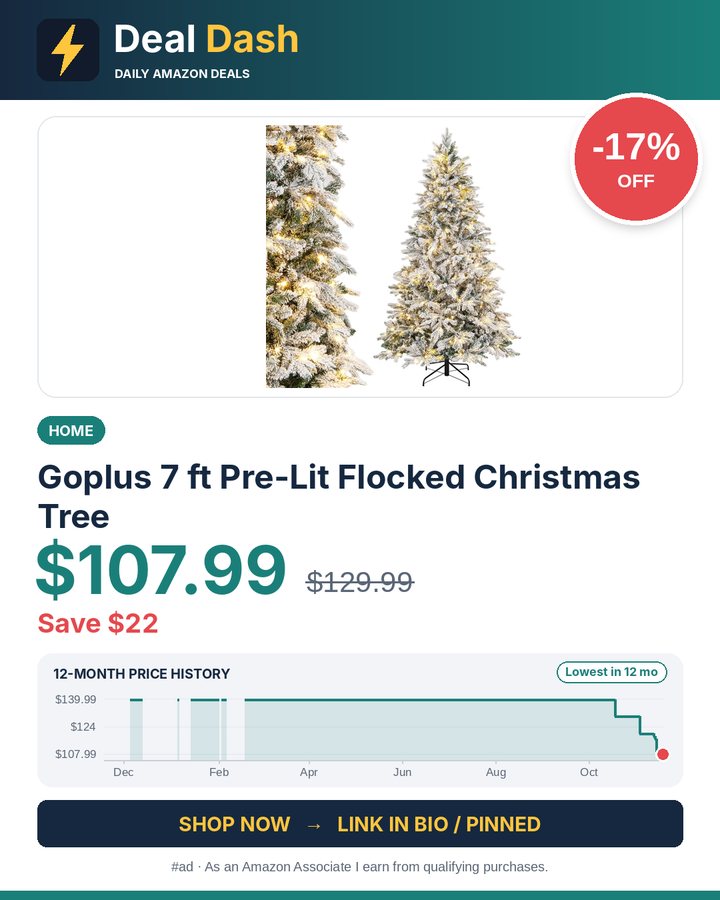 Deal Dash
DAILY AMAZON DEALS
-17%
OFF
HOME
Goplus 7 ft Pre-Lit Flocked Christmas
Tree
$107.99 $129.99
Save $22
12-MONTH PRICE HISTORY
Lowest in 12 mo
$139.99
$124
$107.99
Dec Feb Apr Jun Aug Oct
SHOP NOW → LINK IN BIO / PINNED
#ad · As an Amazon Associate I earn from qualifying purchases.